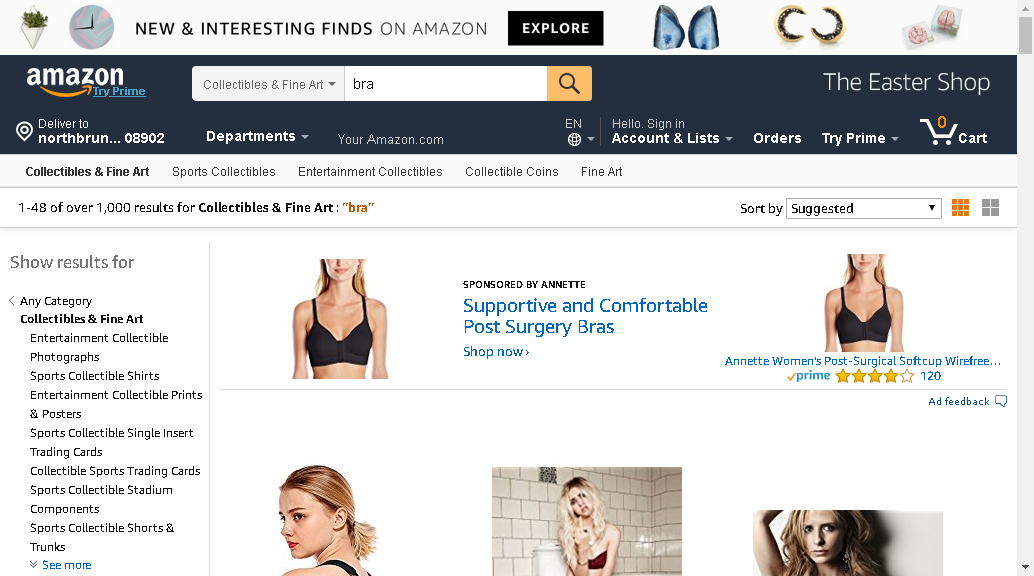 NEW & INTERESTING FINDS ON AMAZON
EXPLORE
amazon
Try Prime
Collectibles & Fine Art
bra
The Easter Shop
Deliver to
northbrun... 08902
Departments
Your Amazon.com
EN
Hello. Sign in
Account & Lists
Orders
Try Prime
0
Cart
Collectibles & Fine Art
Sports Collectibles
Entertainment Collectibles
Collectible Coins
Fine Art
1-48 of over 1,000 results for Collectibles & Fine Art : "bra"
Sort by
Suggested
Show results for
Any Category
Collectibles & Fine Art
Entertainment Collectible
Photographs
Sports Collectible Shirts
Entertainment Collectible Prints
& Posters
Sports Collectible Single Insert
Trading Cards
Collectible Sports Trading Cards
Sports Collectible Stadium
Components
Sports Collectible Shorts &
Trunks
See more
SPONSORED BY ANNETTE
Supportive and Comfortable
Post Surgery Bras
Shop now ›
Annette Women's Post-Surgical Softcup Wirefree...
prime
120
Ad feedback